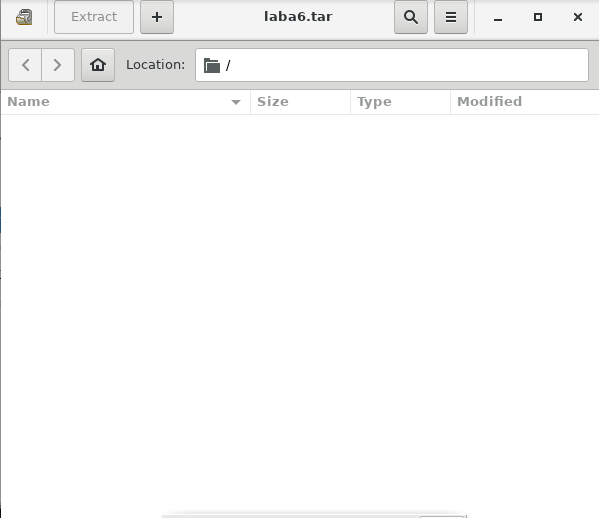 Extract + laba6.tar
Location: /
Name Size Type Modified